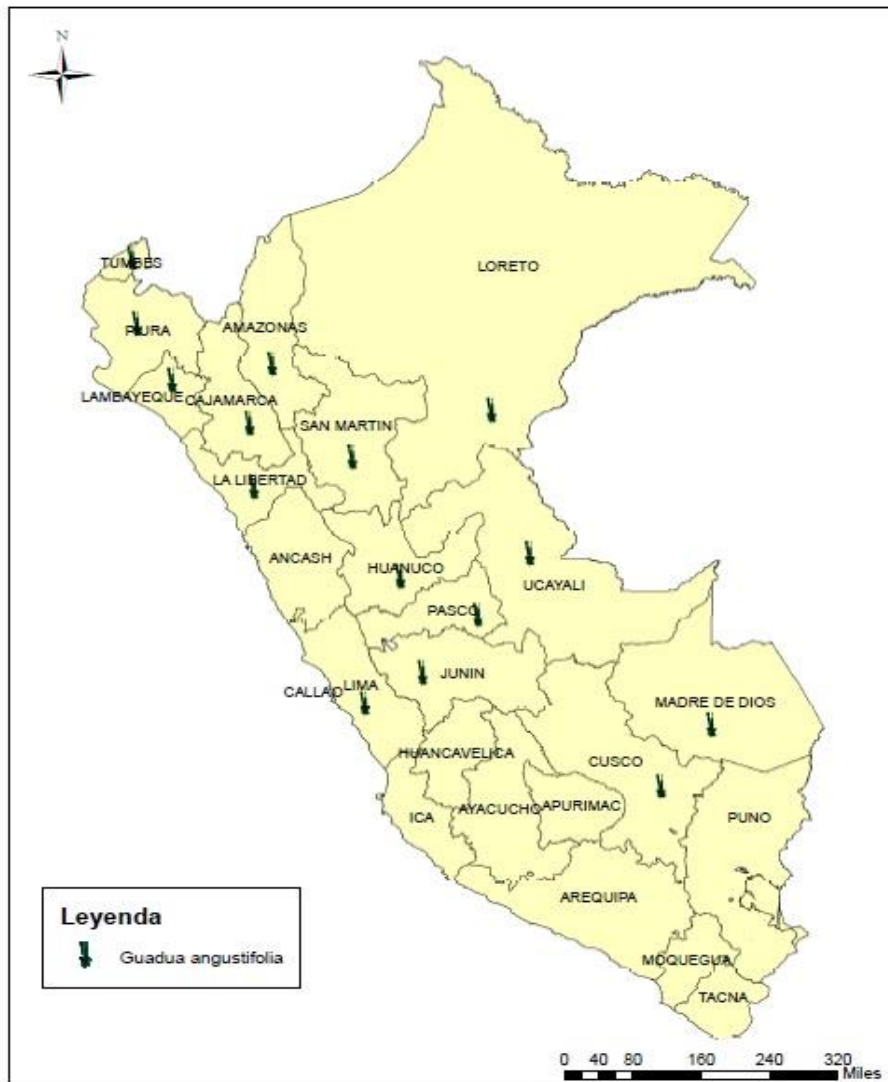 N
TUMBES
LORETO
PIURA
AMAZONAS
LAMBAYEQUE
CAJAMARCA
SAN MARTIN
LA LIBERTAD
ANCASH
HUANUCO
UCAYALI
PASCO
JUNIN
CALLAO
LIMA
MADRE DE DIOS
HUANCAVELICA
CUSCO
ICA
AYACUCHO
APURIMAC
PUNO
AREQUIPA
MOQUEGUA
TACNA
Leyenda
Guadua angustifolia
0 40 80 160 240 320
Miles